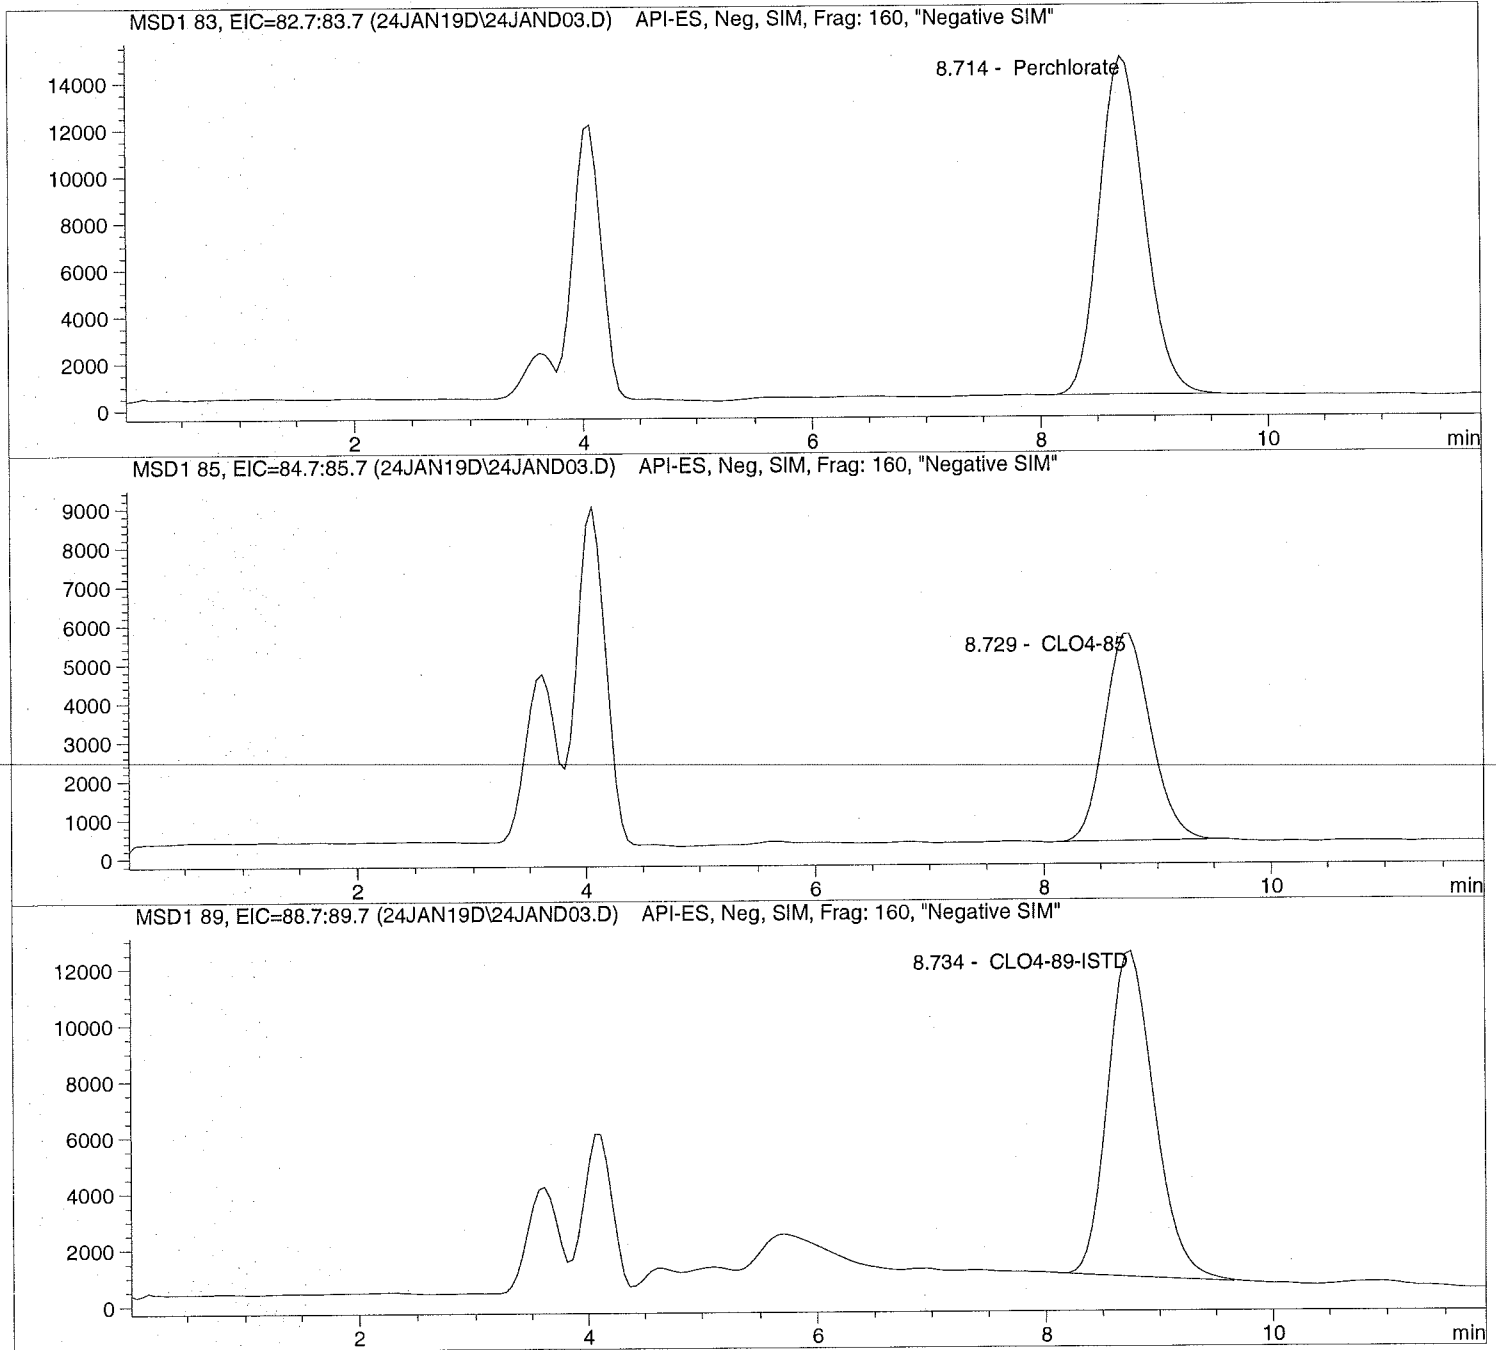 MSD1 83, EIC=82.7:83.7 (24JAN19D\24JAND03.D) API-ES, Neg, SIM, Frag: 160, "Negative SIM"
8.714 - Perchlorate
14000
12000
10000
8000
6000
4000
2000
0
2 4 6 8 10 min
MSD1 85, EIC=84.7:85.7 (24JAN19D\24JAND03.D) API-ES, Neg, SIM, Frag: 160, "Negative SIM"
9000
8000
7000
8.729 - CLO4-85
6000
5000
4000
3000
2000
1000
0
2 4 6 8 10 min
MSD1 89, EIC=88.7:89.7 (24JAN19D\24JAND03.D) API-ES, Neg, SIM, Frag: 160, "Negative SIM"
8.734 - CLO4-89-ISTD
12000
10000
8000
6000
4000
2000
0
2 4 6 8 10 min